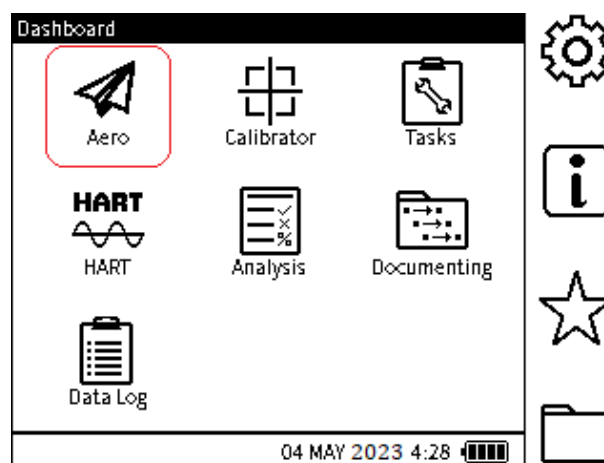 Dashboard
Aero
Calibrator
Tasks
HART
HART
Analysis
Documenting
Data Log
04 MAY 2023 4:28